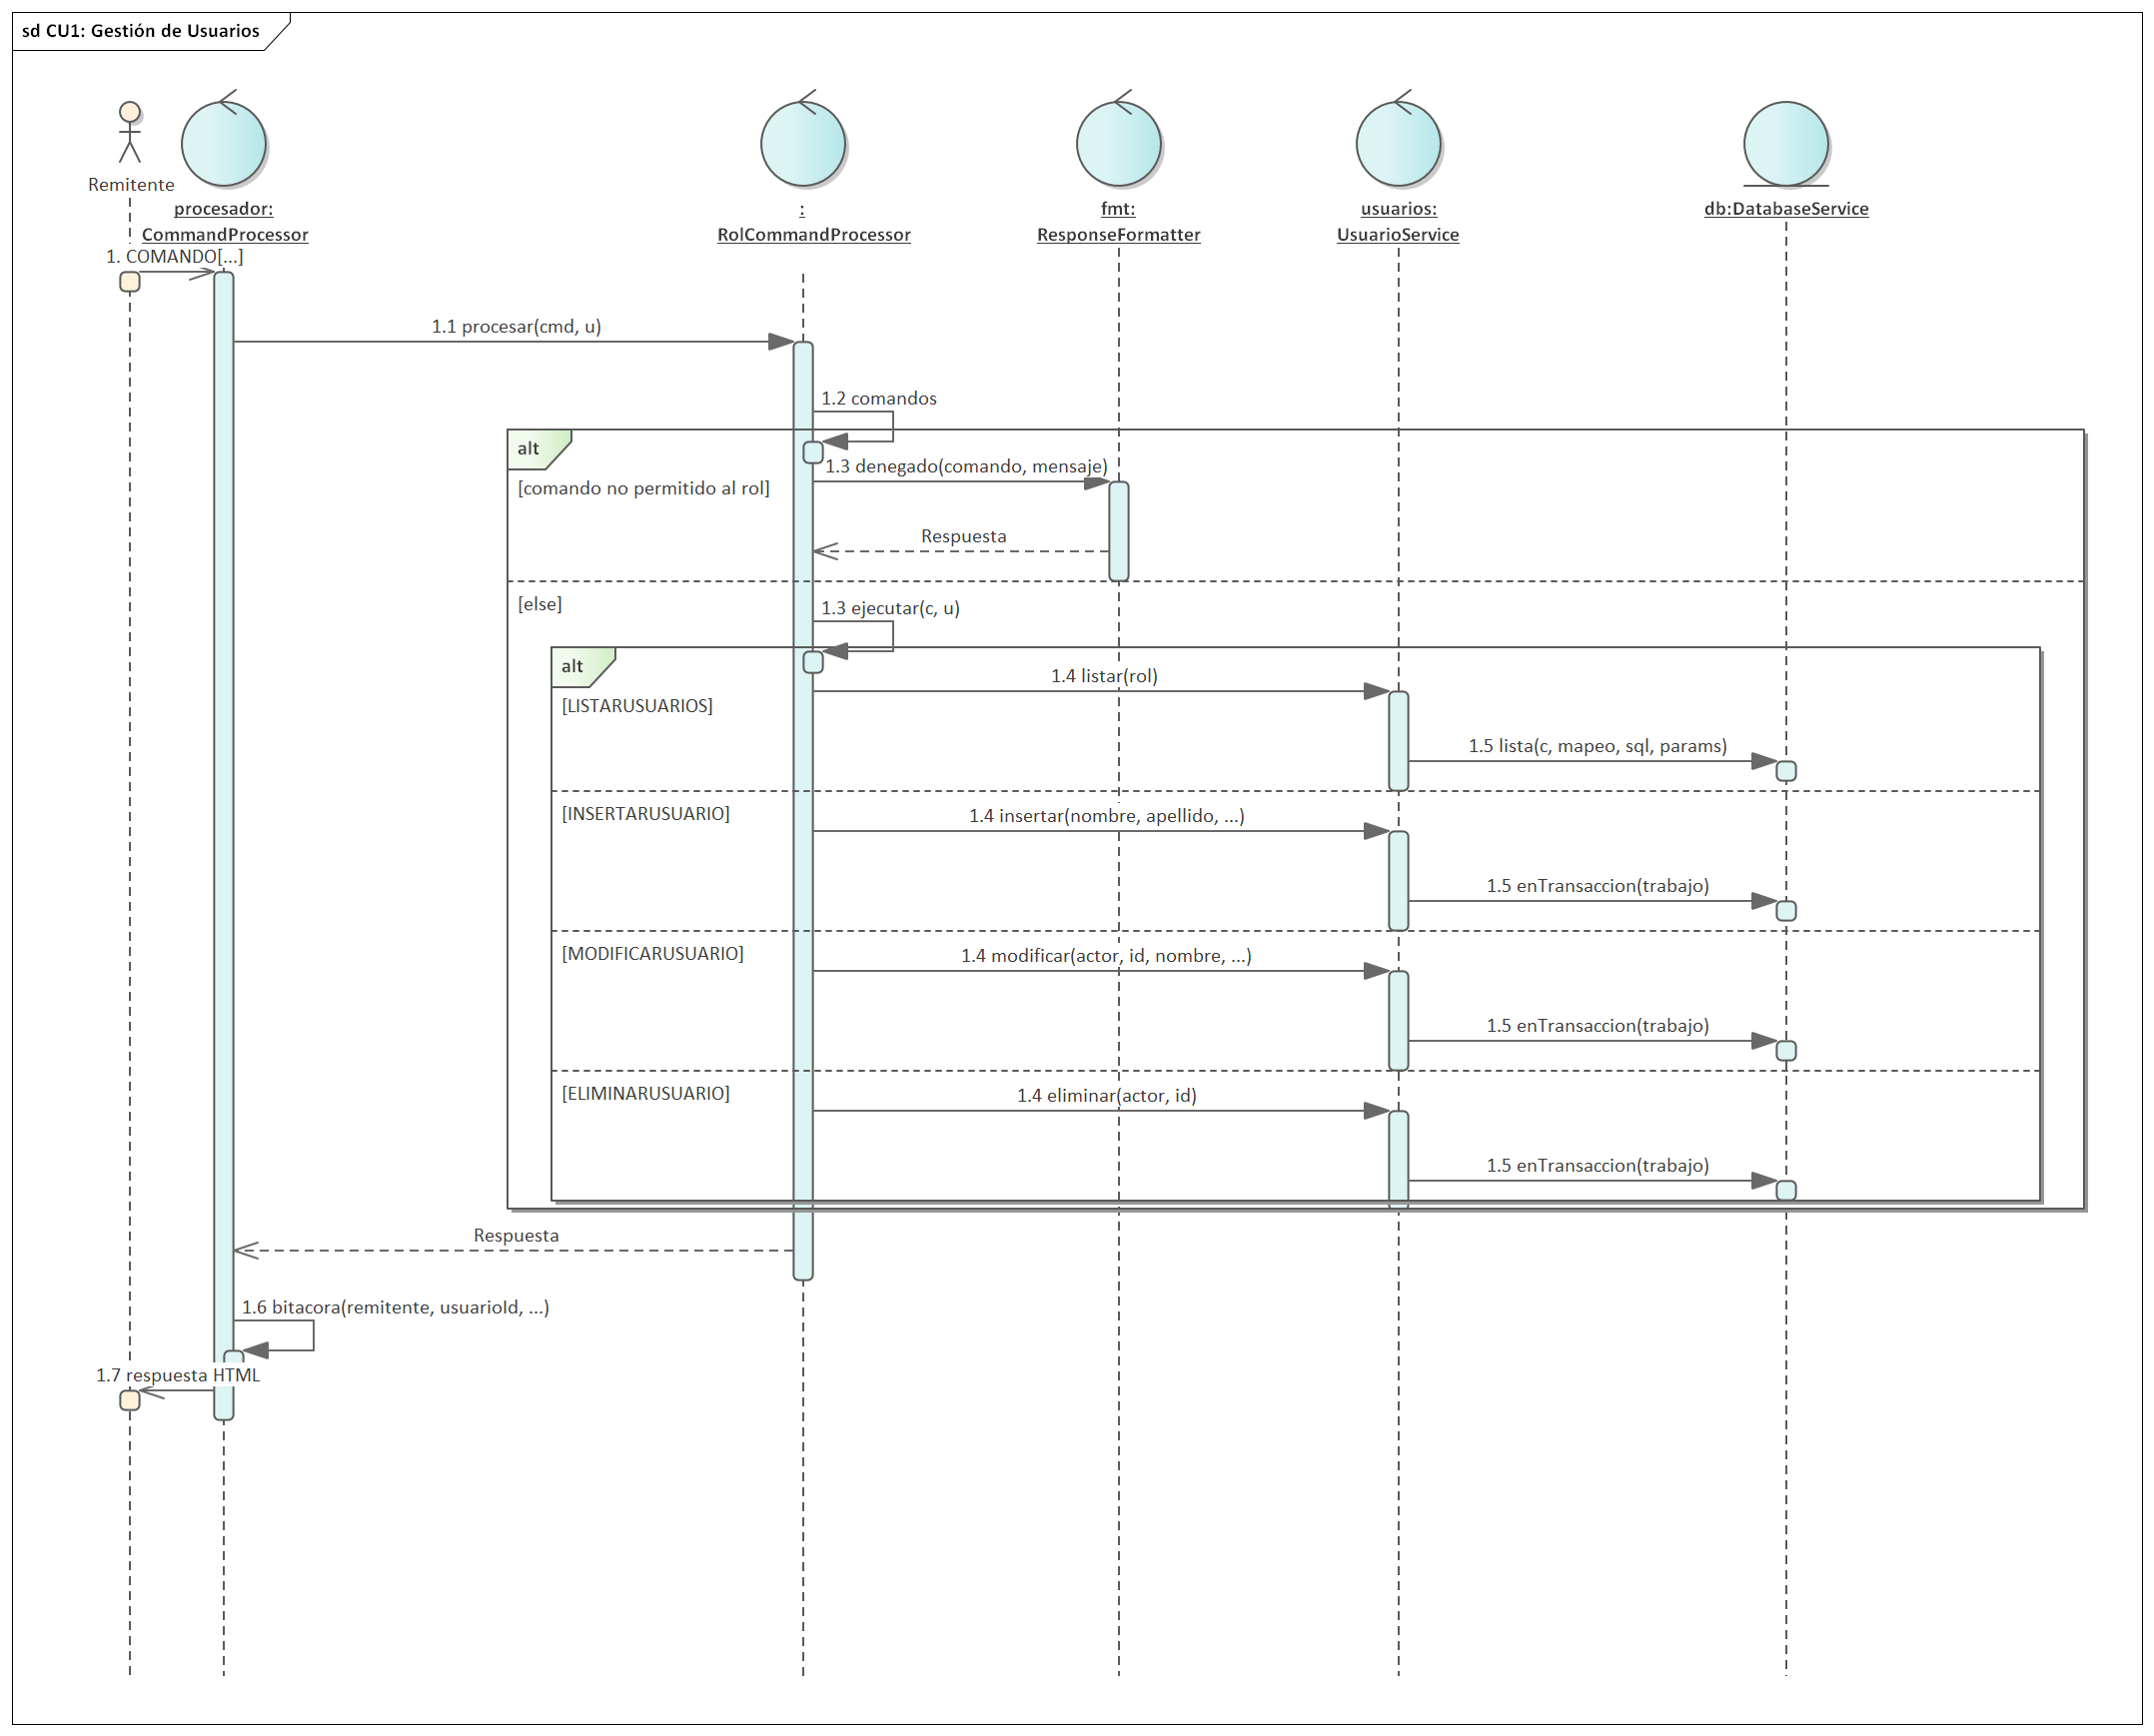 sd CU1: Gestión de Usuarios
Remitente
procesador:
CommandProcessor
:
RolCommandProcessor
fmt:
ResponseFormatter
usuarios:
UsuarioService
db:DatabaseService
1. COMANDO[...]
1.1 procesar(cmd, u)
1.2 comandos
alt
1.3 denegado(comando, mensaje)
[comando no permitido al rol]
Respuesta
[else]
1.3 ejecutar(c, u)
alt
1.4 listar(rol)
[LISTARUSUARIOS]
1.5 lista(c, mapeo, sql, params)
[INSERTARUSUARIO]
1.4 insertar(nombre, apellido, ...)
1.5 enTransaccion(trabajo)
[MODIFICARUSUARIO]
1.4 modificar(actor, id, nombre, ...)
1.5 enTransaccion(trabajo)
[ELIMINARUSUARIO]
1.4 eliminar(actor, id)
1.5 enTransaccion(trabajo)
Respuesta
1.6 bitacora(remitente, usuarioId, ...)
1.7 respuesta HTML